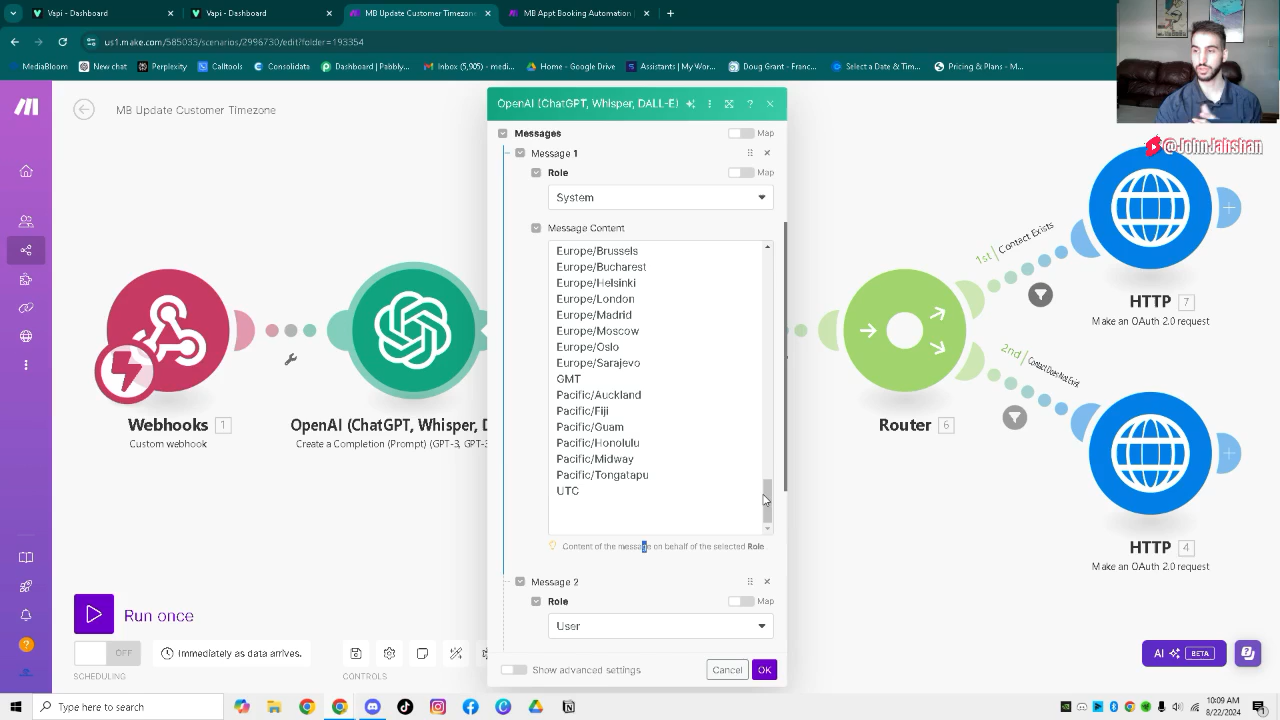 Vapi - Dashboard
Vapi - Dashboard
MB Update Customer Timezone
MB Appt Booking Automation |
us1.make.com/585033/scenarios/2996730/edit?folder=193354
MediaBloom
New chat
Perplexity
Calltools
Consolidata
Dashboard | Pabbly...
Inbox (5,905) - medi...
Home - Google Drive
Assistants | My Wor...
Doug Grant - Franc...
Select a Date & Tim...
Pricing & Plans - M...
@JohnJahshan
MB Update Customer Timezone
OpenAI (ChatGPT, Whisper, DALL-E)
Messages
Map
Message 1
Role
Map
System
Message Content
Europe/Brussels
Europe/Bucharest
Europe/Helsinki
Europe/London
Europe/Madrid
Europe/Moscow
Europe/Oslo
Europe/Sarajevo
GMT
Pacific/Auckland
Pacific/Fiji
Pacific/Guam
Pacific/Honolulu
Pacific/Midway
Pacific/Tongatapu
UTC
Content of the message on behalf of the selected Role
Message 2
Role
Map
User
Show advanced settings
Cancel
OK
Webhooks 1
Custom webhook
OpenAI (ChatGPT, Whisper, D
Create a Completion (Prompt) (GPT-3, GPT-3
Router 6
1st | Contact Exists
2nd | Contact Does Not Exist
HTTP 7
Make an OAuth 2.0 request
HTTP 4
Make an OAuth 2.0 request
Run once
OFF
Immediately as data arrives.
SCHEDULING
CONTROLS
AI BETA
Type here to search
10:09 AM
8/22/2024